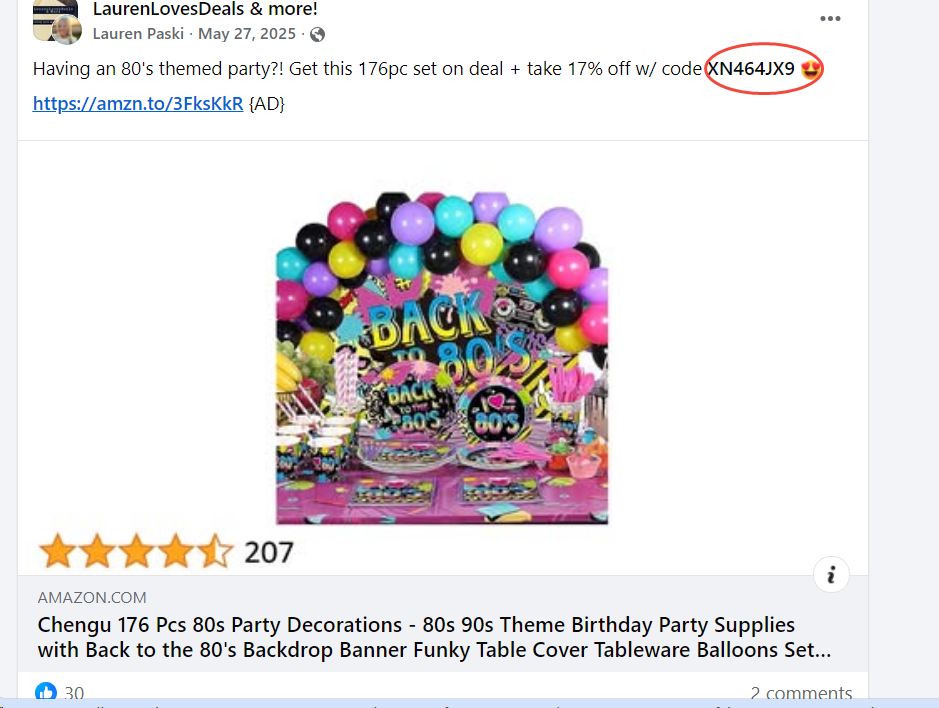 LaurenLovesDeals & more!
Lauren Paski · May 27, 2025 ·
Having an 80's themed party?! Get this 176pc set on deal + take 17% off w/ code XN464JX9 😍
https://amzn.to/3FksKkR {AD}
BACK
TO 80'S
BACK
TO THE
80'S
I
80'S
207
i
AMAZON.COM
Chengu 176 Pcs 80s Party Decorations - 80s 90s Theme Birthday Party Supplies
with Back to the 80's Backdrop Banner Funky Table Cover Tableware Balloons Set...
30
2 comments